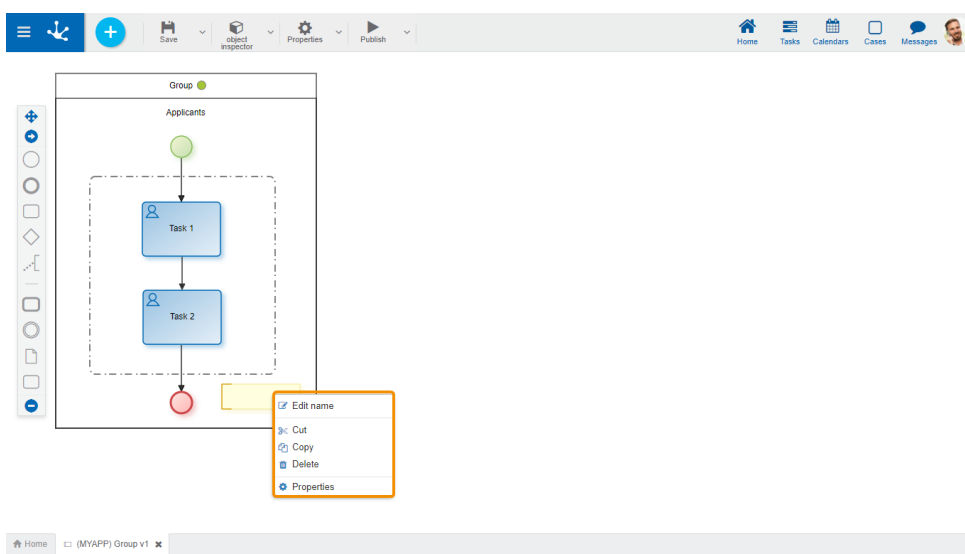 Save
object
inspector
Properties
Publish
Home
Tasks
Calendars
Cases
Messages
Group
Applicants
Task 1
Task 2
Edit name
Cut
Copy
Delete
Properties
Home
(MYAPP) Group v1